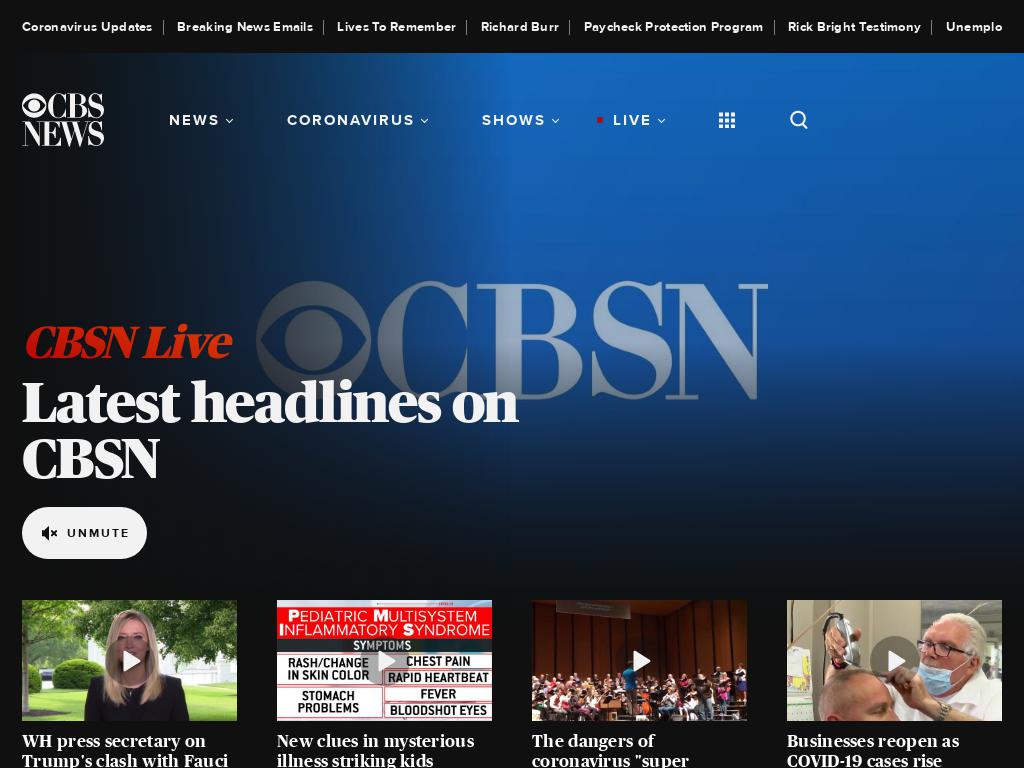 Coronavirus Updates
Breaking News Emails
Lives To Remember
Richard Burr
Paycheck Protection Program
Rick Bright Testimony
Unemplo
CBS NEWS
NEWS
CORONAVIRUS
SHOWS
LIVE
CBSN
CBSN Live
Latest headlines on
CBSN
UNMUTE
PEDIATRIC MULTISYSTEM
INFLAMMATORY SYNDROME
SYMPTOMS
RASH/CHANGE
IN SKIN COLOR
CHEST PAIN
RAPID HEARTBEAT
STOMACH
PROBLEMS
FEVER
BLOODSHOT EYES
WH press secretary on
Trump's clash with Fauci
New clues in mysterious
illness striking kids
The dangers of
coronavirus "super
Businesses reopen as
COVID-19 cases rise